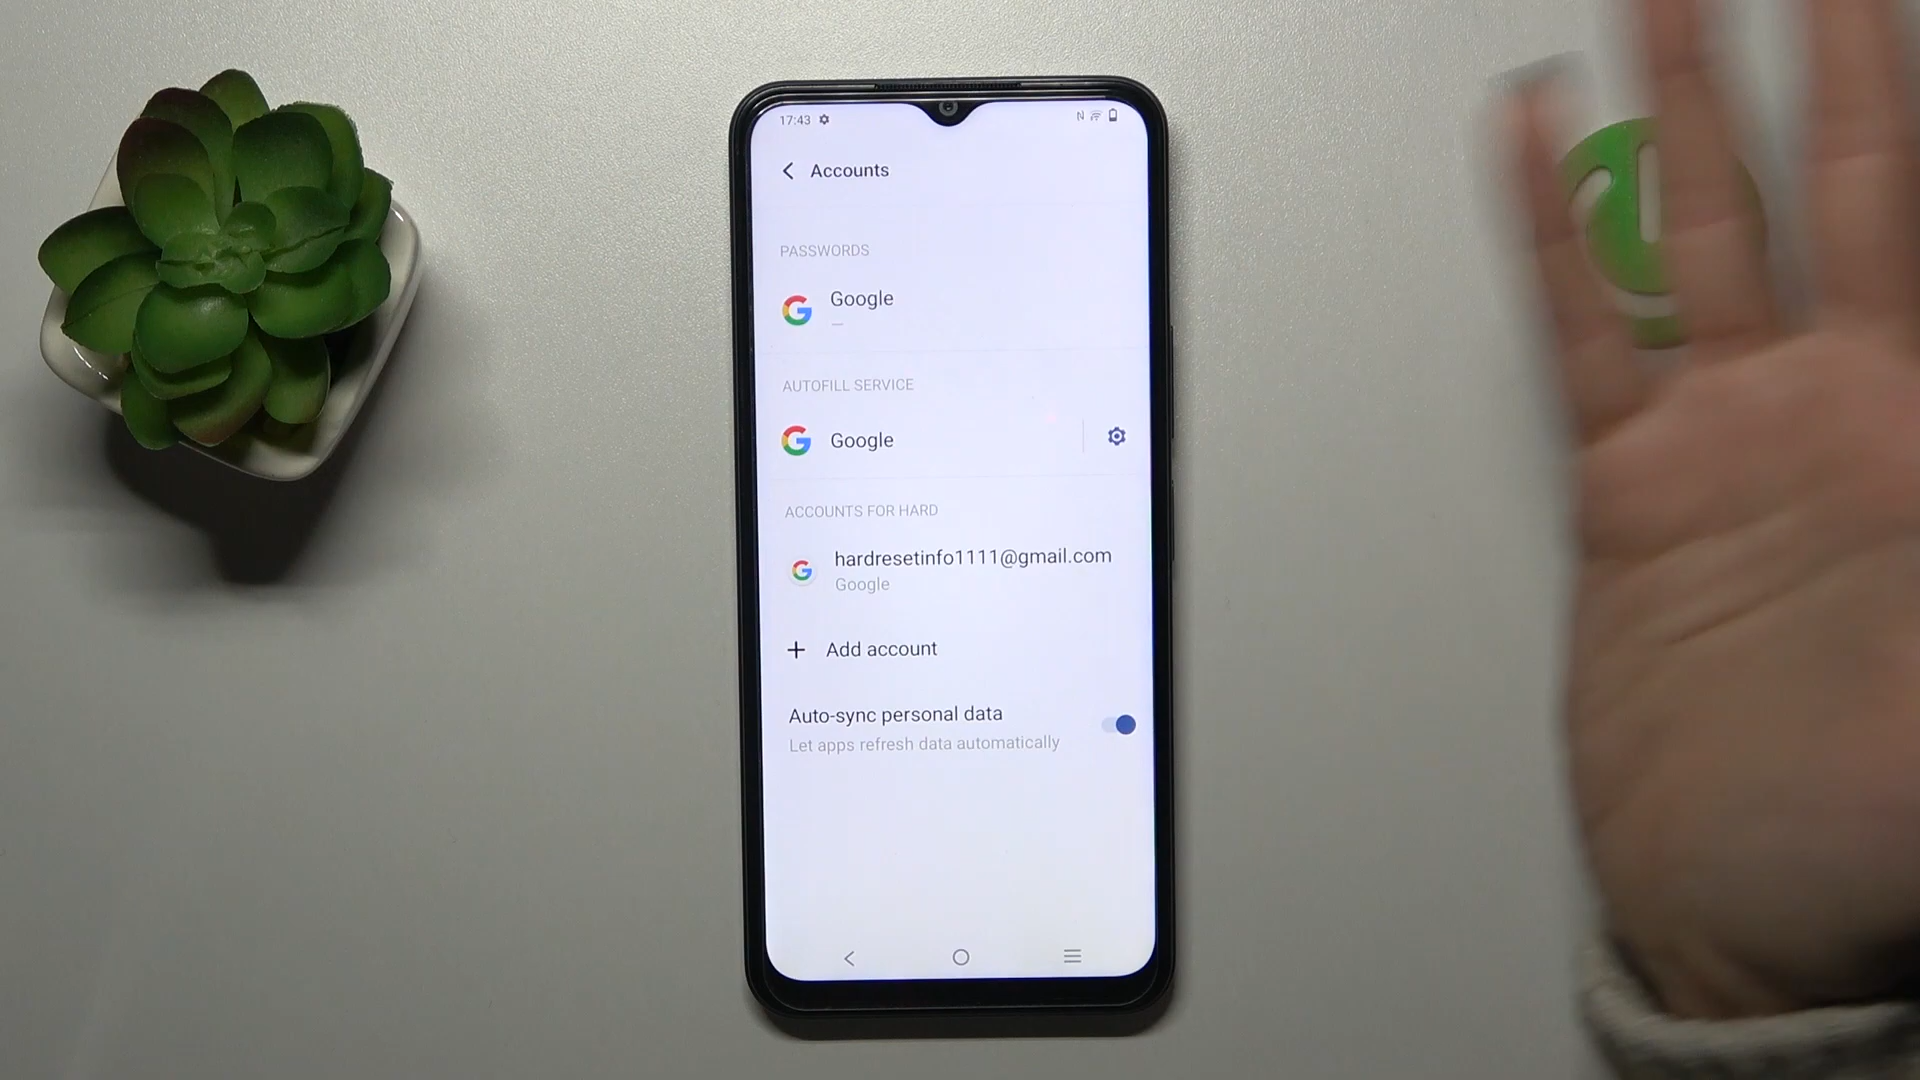 17:43
Accounts
PASSWORDS
Google
AUTOFILL SERVICE
Google
ACCOUNTS FOR HARD
hardresetinfo1111@gmail.com
Google
Add account
Auto-sync personal data
Let apps refresh data automatically